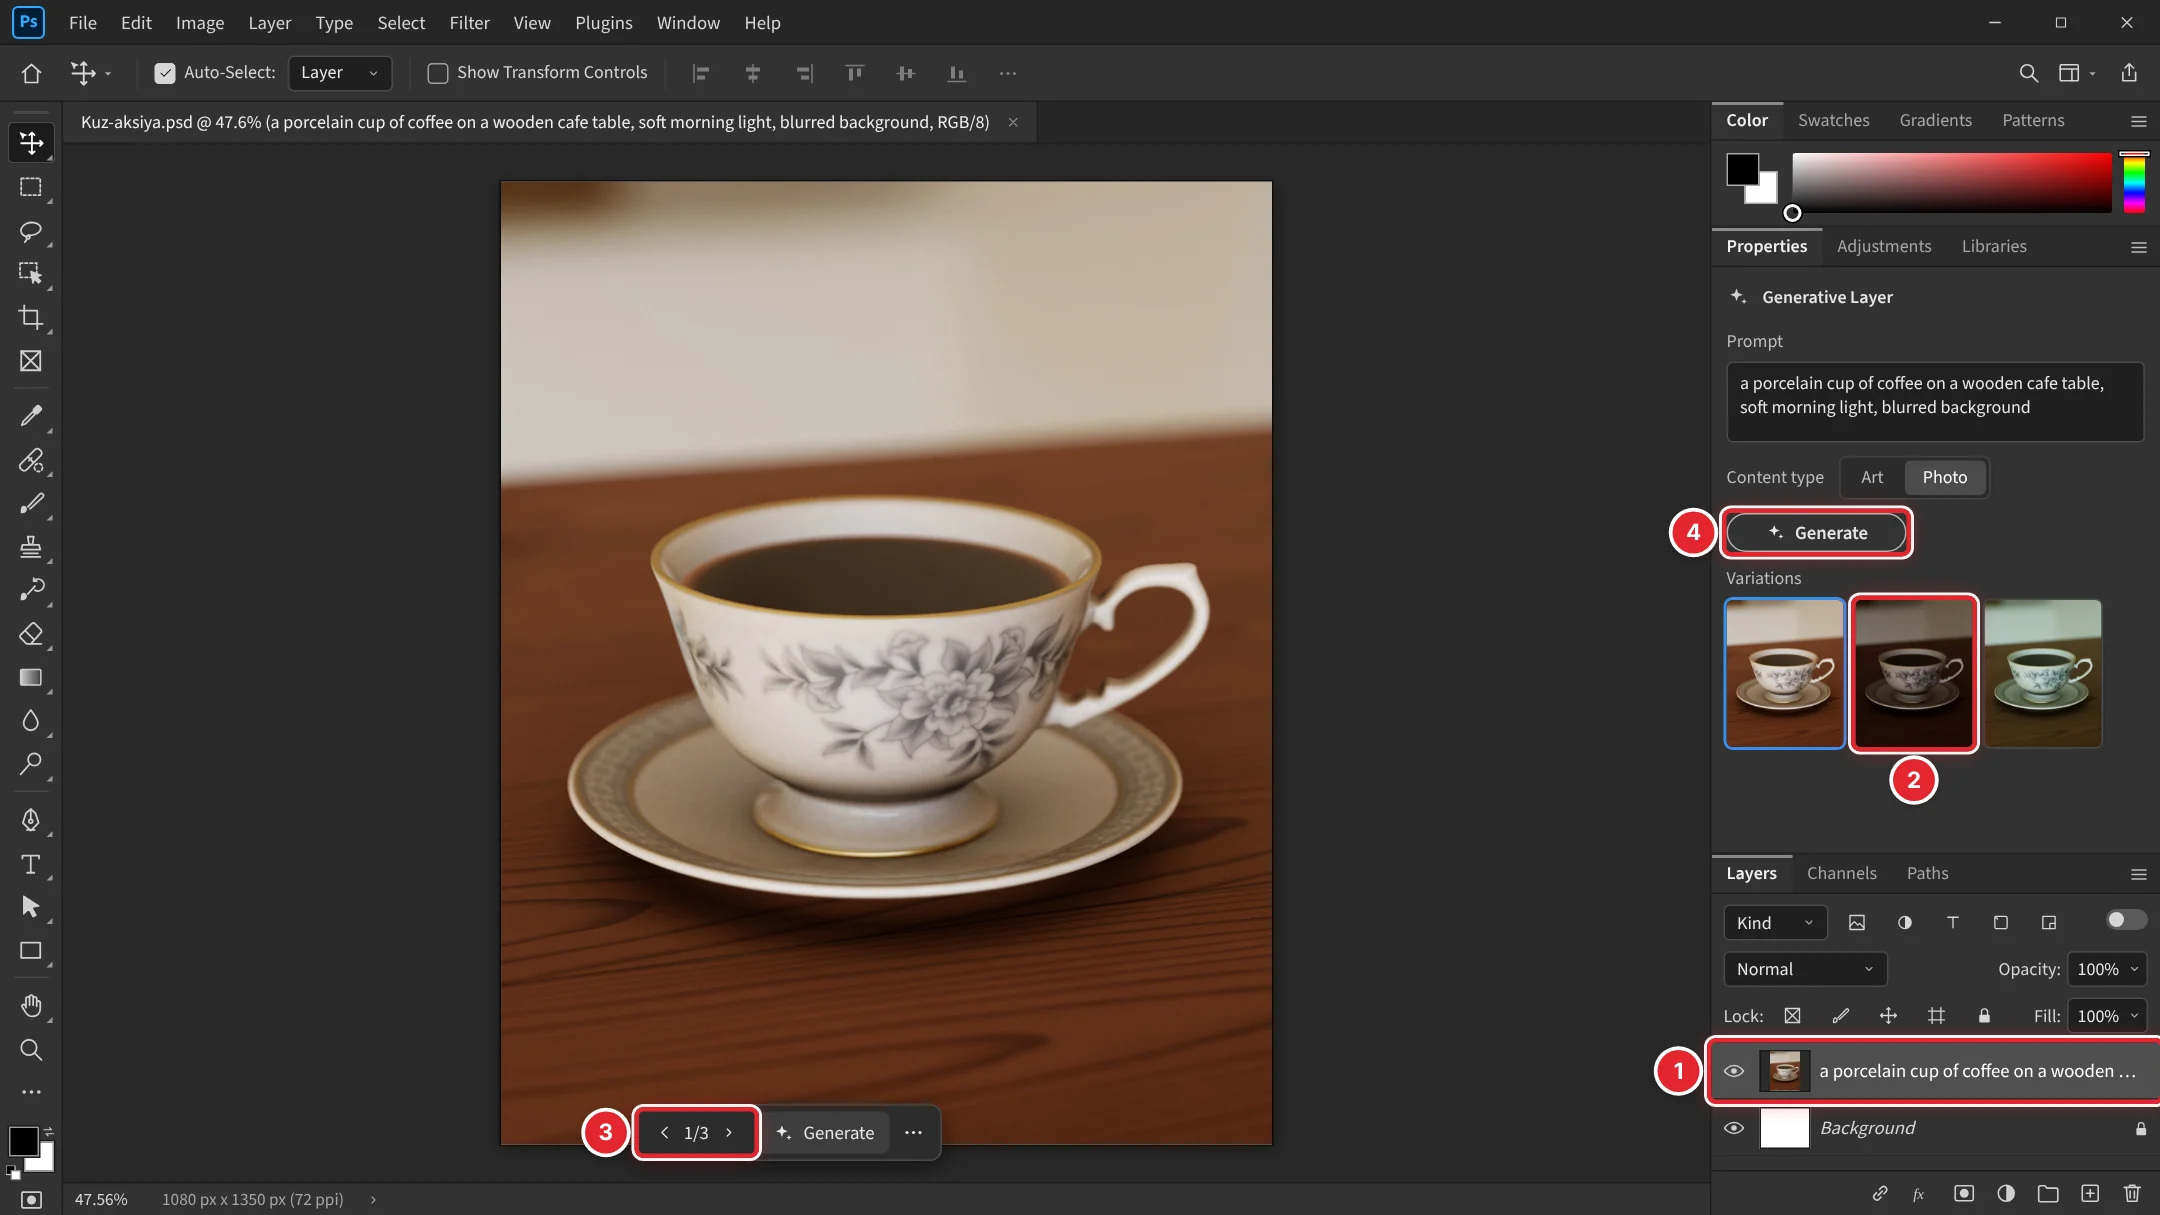 Ps File Edit Image Layer Type Select Filter View Plugins Window Help
Auto-Select: Layer Show Transform Controls
Kuz-aksiya.psd @ 47.6% (a porcelain cup of coffee on a wooden cafe table, soft morning light, blurred background, RGB/8)
Color Swatches Gradients Patterns
Properties Adjustments Libraries
Generative Layer
Prompt
a porcelain cup of coffee on a wooden cafe table,
soft morning light, blurred background
Content type Art Photo
4 Generate
Variations
2
Layers Channels Paths
Kind
Normal Opacity: 100%
Lock: Fill: 100%
1 a porcelain cup of coffee on a wooden ...
Background
3 1/3 Generate
47.56% 1080 px x 1350 px (72 ppi)
fx